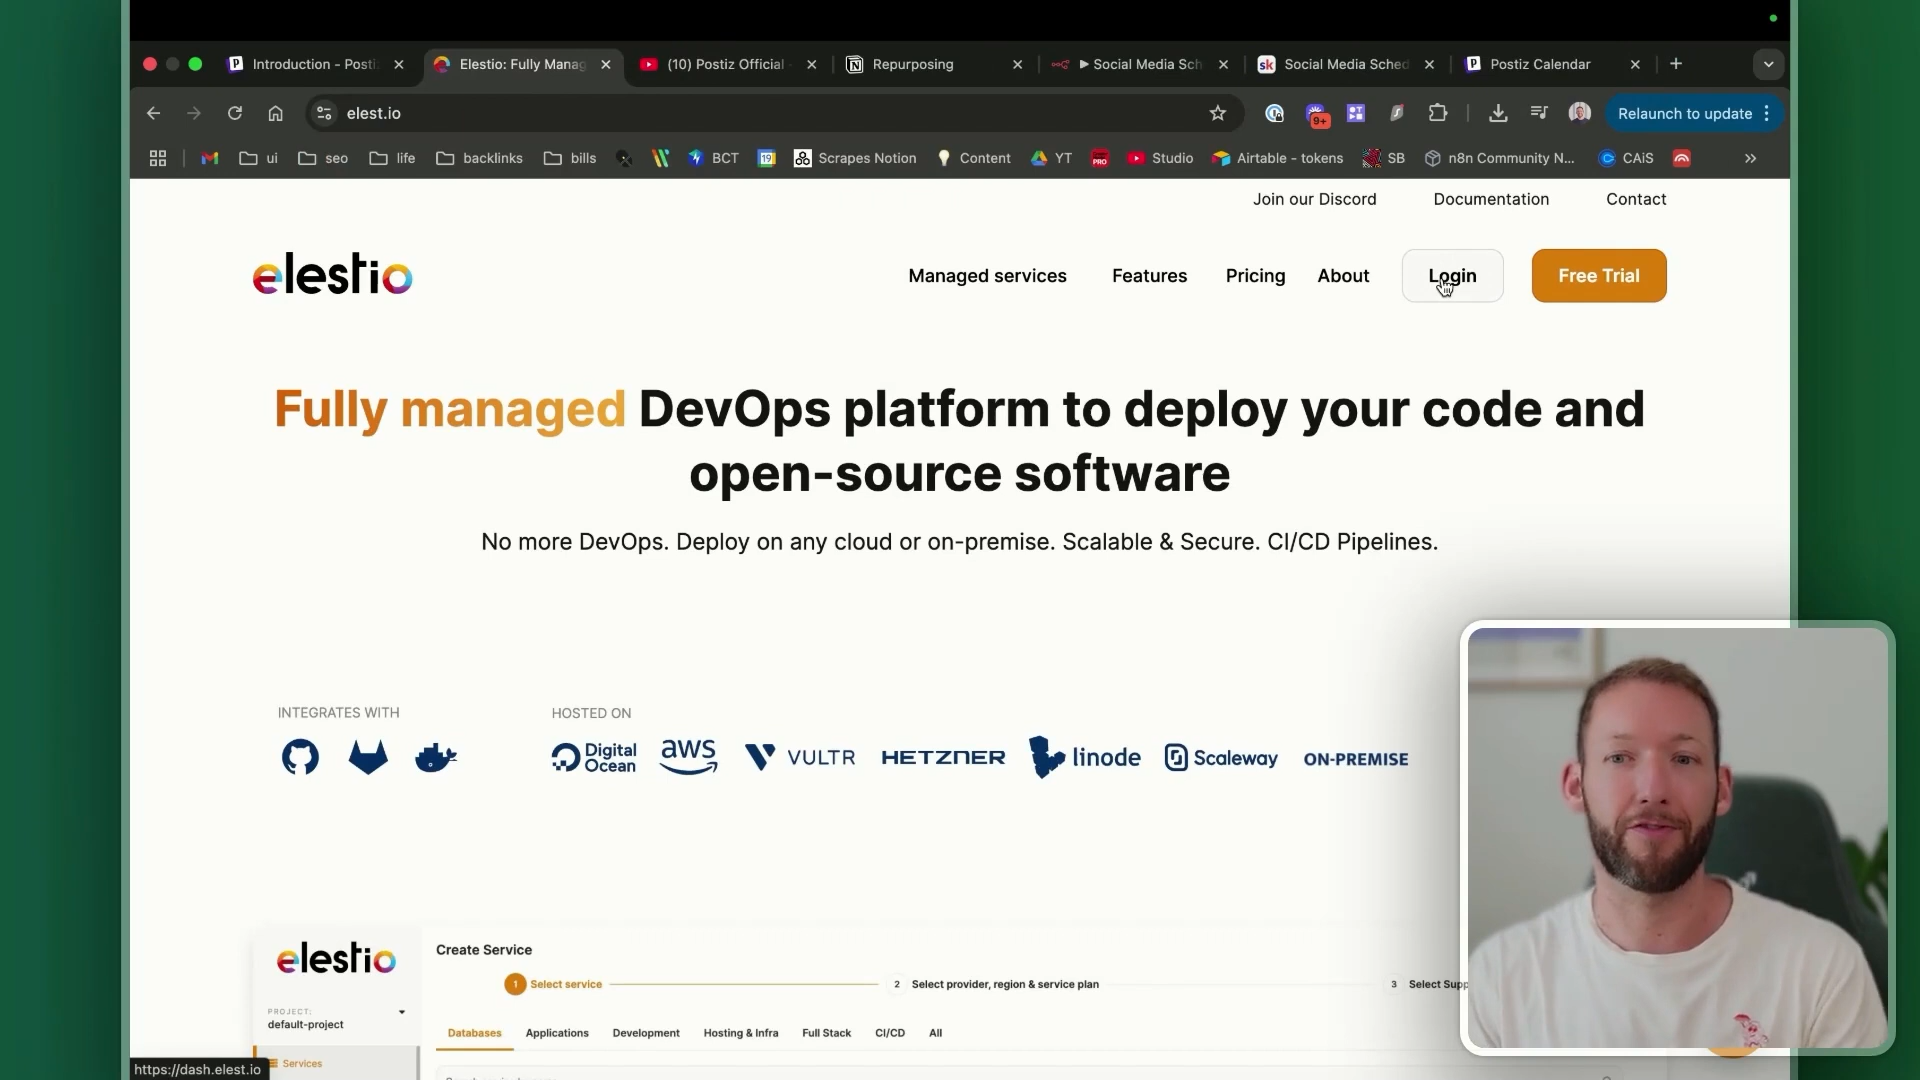 Introduction - Posti
Elestio: Fully Manag
(10) Postiz Official -
Repurposing
Social Media Sch
Social Media Sched
Postiz Calendar
elest.io
9+
Relaunch to update
ui
seo
life
backlinks
bills
BCT
19
Scrapes Notion
Content
YT
PRO
Studio
Airtable - tokens
SB
n8n Community N...
CAiS
Join our Discord
Documentation
Contact
elestio
Managed services
Features
Pricing
About
Login
Free Trial
Fully managed DevOps platform to deploy your code and
open-source software
No more DevOps. Deploy on any cloud or on-premise. Scalable & Secure. CI/CD Pipelines.
INTEGRATES WITH
HOSTED ON
Digital
Ocean
aws
VULTR
HETZNER
linode
Scaleway
ON-PREMISE
elestio
Create Service
1 Select service
2 Select provider, region & service plan
3 Select Supp
PROJECT:
default-project
Databases
Applications
Development
Hosting & Infra
Full Stack
CI/CD
All
Services
https://dash.elest.io